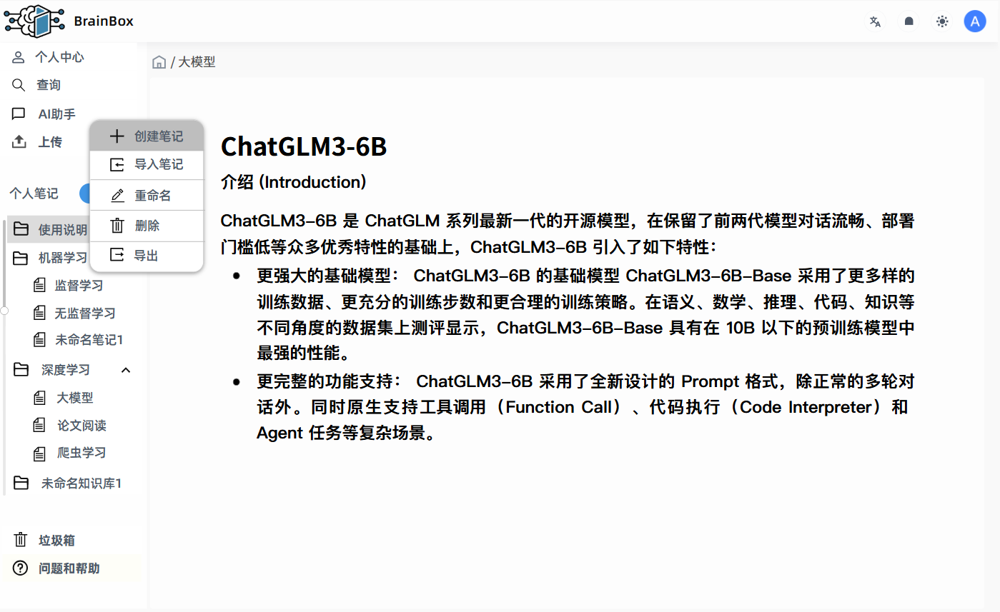 BrainBox
A
个人中心
查询
AI助手
上传
个人笔记
使用说明
机器学习
监督学习
无监督学习
未命名笔记1
深度学习
大模型
论文阅读
爬虫学习
未命名知识库1
垃圾箱
问题和帮助
创建笔记
导入笔记
重命名
删除
导出
/ 大模型
ChatGLM3-6B
介绍 (Introduction)
ChatGLM3-6B 是 ChatGLM 系列最新一代的开源模型，在保留了前两代模型对话流畅、部署
门槛低等众多优秀特性的基础上，ChatGLM3-6B 引入了如下特性：
● 更强大的基础模型： ChatGLM3-6B 的基础模型 ChatGLM3-6B-Base 采用了更多样的
训练数据、更充分的训练步数和更合理的训练策略。在语义、数学、推理、代码、知识等
不同角度的数据集上测评显示，ChatGLM3-6B-Base 具有在 10B 以下的预训练模型中
最强的性能。
● 更完整的功能支持： ChatGLM3-6B 采用了全新设计的 Prompt 格式，除正常的多轮对
话外。同时原生支持工具调用（Function Call）、代码执行（Code Interpreter）和
Agent 任务等复杂场景。